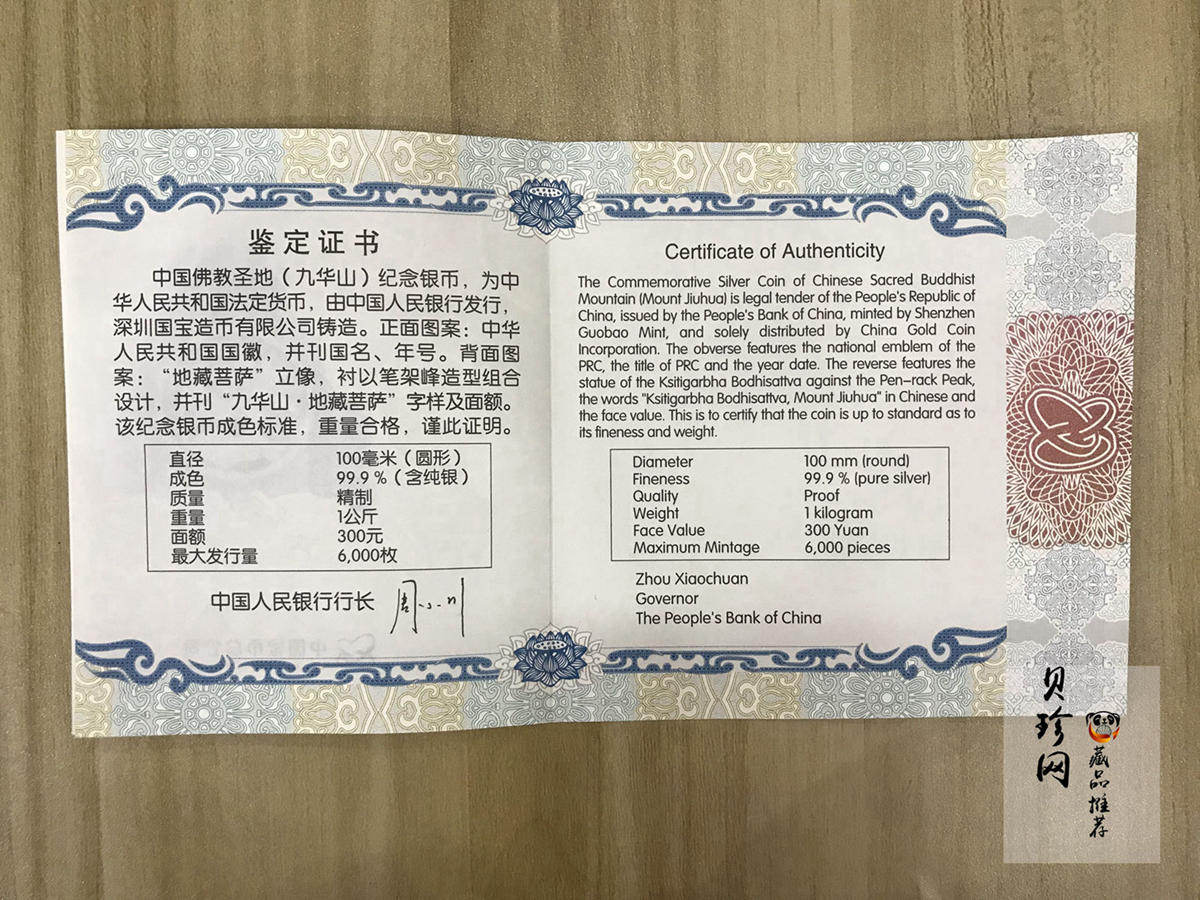 鉴定证书
中国佛教圣地（九华山）纪念银币，为中
华人民共和国法定货币，由中国人民银行发行，
深圳国宝造币有限公司铸造。正面图案：中华
人民共和国国徽，并刊国名、年号。背面图
案：“地藏菩萨”立像，衬以笔架峰造型组合
设计，并刊“九华山·地藏菩萨”字样及面额。
该纪念银币成色标准，重量合格，谨此证明。
直径 100毫米（圆形）
成色 99.9 %（含纯银）
质量 精制
重量 1公斤
面额 300元
最大发行量 6,000枚
中国人民银行行长 周小川
Certificate of Authenticity
The Commemorative Silver Coin of Chinese Sacred Buddhist
Mountain (Mount Jiuhua) is legal tender of the People's Republic of
China, issued by the People's Bank of China, minted by Shenzhen
Guobao Mint, and solely distributed by China Gold Coin
Incorporation. The obverse features the national emblem of the
PRC, the title of PRC and the year date. The reverse features the
statue of the Ksitigarbha Bodhisattva against the Pen-rack Peak,
the words "Ksitigarbha Bodhisattva, Mount Jiuhua" in Chinese and
the face value. This is to certify that the coin is up to standard as to
its fineness and weight.
Diameter 100 mm (round)
Fineness 99.9 % (pure silver)
Quality Proof
Weight 1 kilogram
Face Value 300 Yuan
Maximum Mintage 6,000 pieces
Zhou Xiaochuan
Governor
The People's Bank of China
贝珍网
藏品推荐